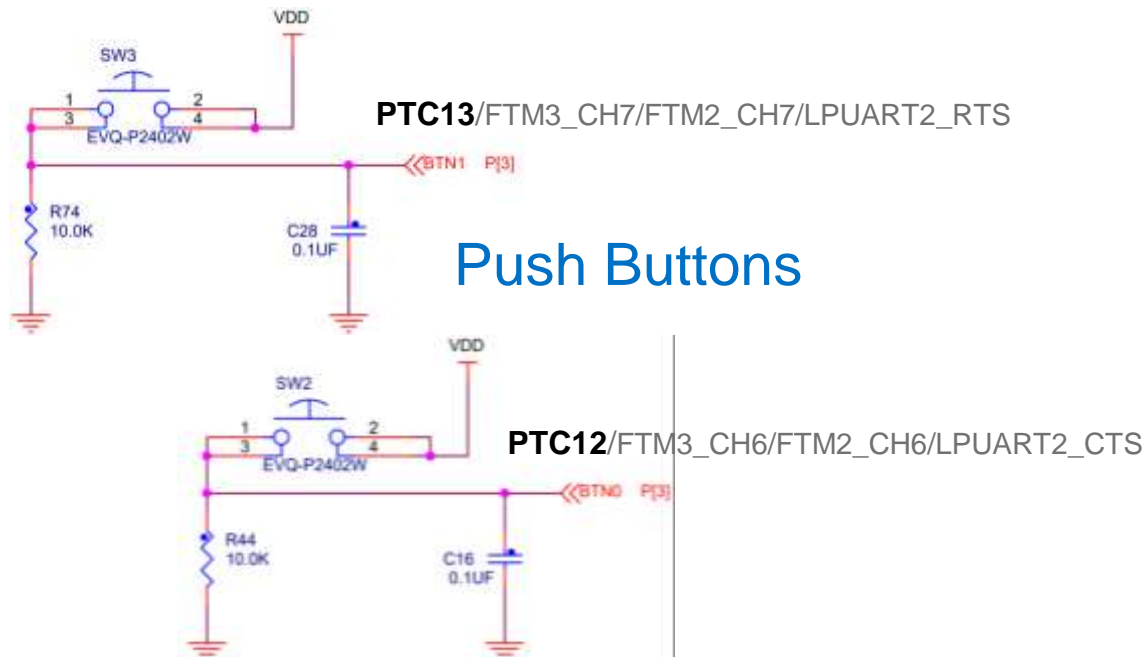 VDD
SW3
1 2
3 4
EVQ-P2402W
PTC13/FTM3_CH7/FTM2_CH7/LPUART2_RTS
BTN1 P[3]
R74
10.0K
C28
0.1UF
Push Buttons
VDD
SW2
1 2
3 4
EVQ-P2402W
PTC12/FTM3_CH6/FTM2_CH6/LPUART2_CTS
BTN0 P[3]
R44
10.0K
C16
0.1UF